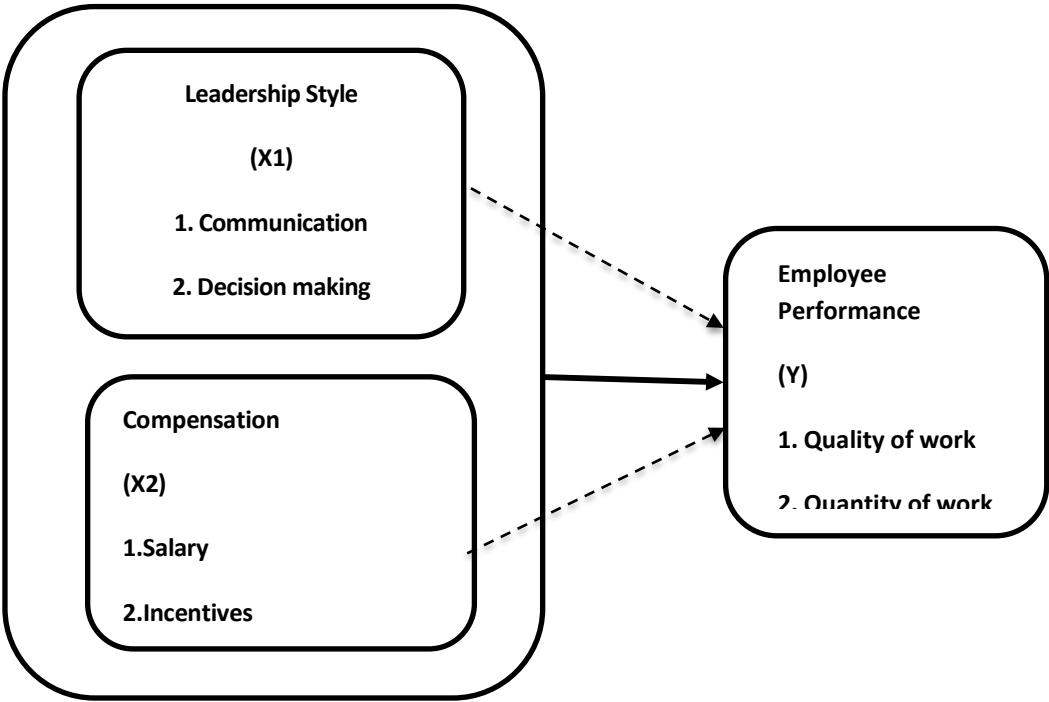 Leadership Style
(X1)
1. Communication
2. Decision making
Compensation
(X2)
1.Salary
2.Incentives
Employee
Performance
(Y)
1. Quality of work
2. Quantity of work